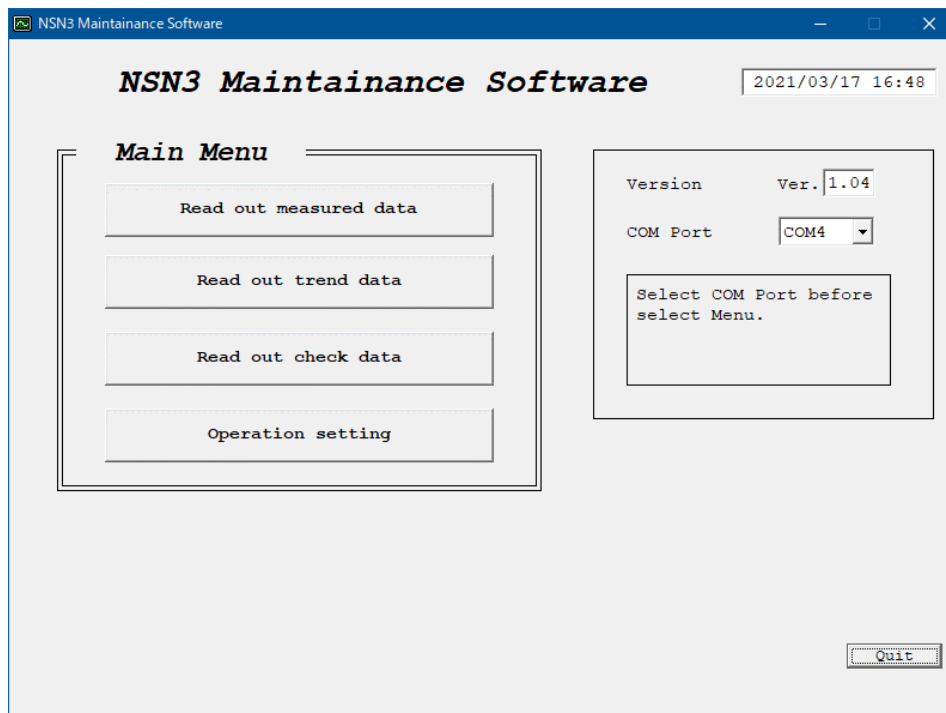 NSN3 Maintainance Software
NSN3 Maintainance Software
2021/03/17 16:48
Main Menu
Read out measured data
Read out trend data
Read out check data
Operation setting
Version Ver. 1.04
COM Port COM4
Select COM Port before
select Menu.
Quit